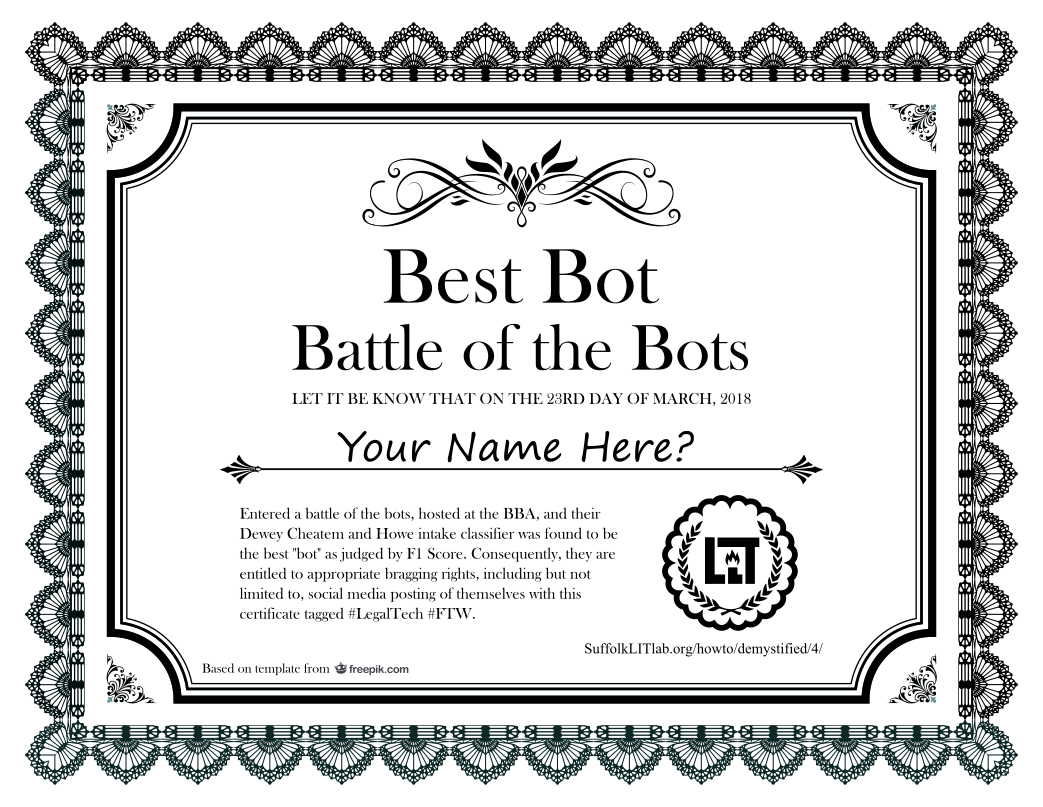 Best Bot
Battle of the Bots
LET IT BE KNOW THAT ON THE 23RD DAY OF MARCH, 2018
Your Name Here?
Entered a battle of the bots, hosted at the BBA, and their
Dewey Cheatem and Howe intake classifier was found to be
the best "bot" as judged by F1 Score. Consequently, they are
entitled to appropriate bragging rights, including but not
limited to, social media posting of themselves with this
certificate tagged #LegalTech #FTW.
LIT
SuffolkLITlab.org/howto/demystified/4/
Based on template from freepik.com